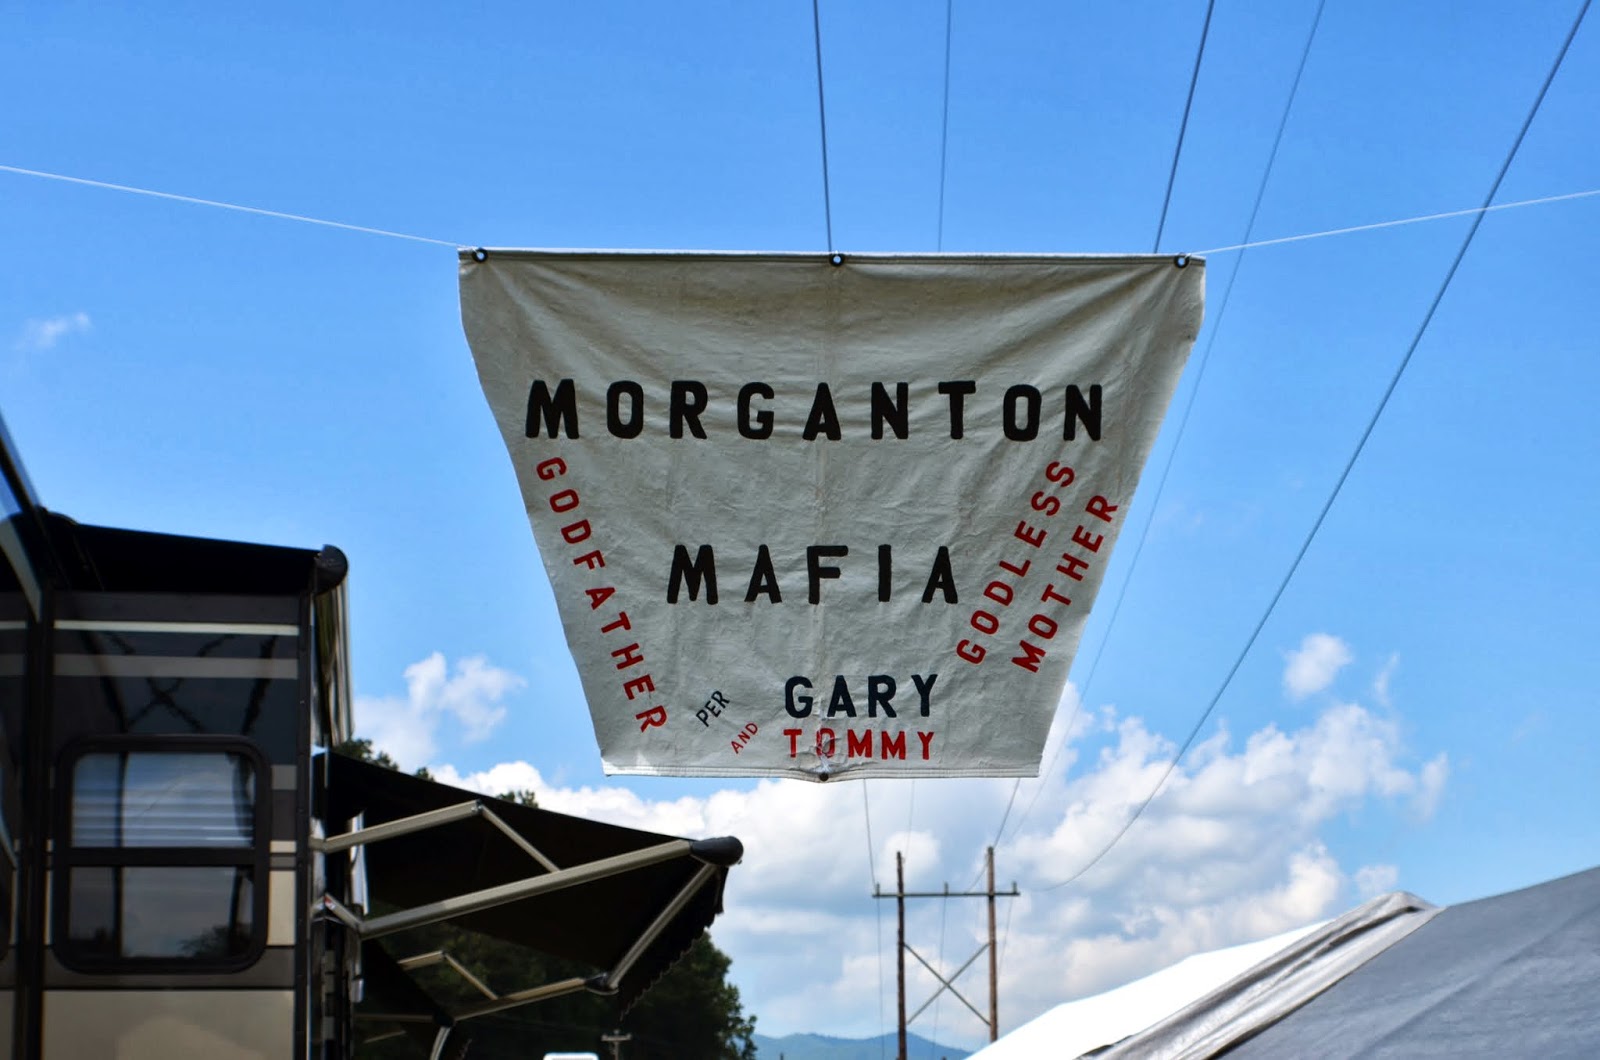 MORGANTON
MAFIA
GODFATHER
GODLESS
MOTHER
PER GARY
AND TOMMY